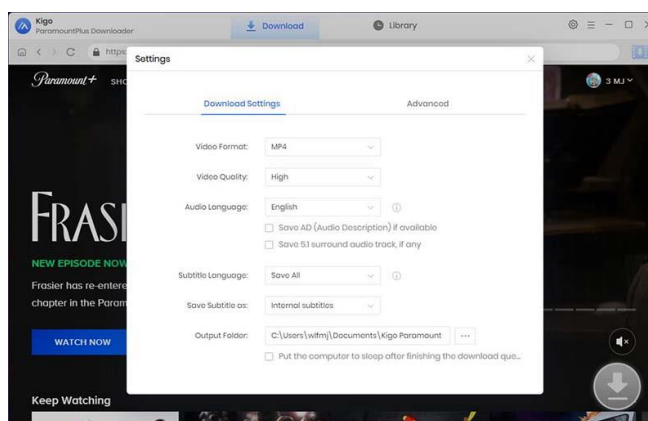 Kigo
ParamountPlus Downloader
Download
Library
https:
Settings
Paramount+
SHO
3 MJ
Download Settings
Advanced
Video Format:
MP4
Video Quality:
High
Audio Language:
English
Save AD (Audio Description) if available
Save 5.1 surround audio track, if any
Subtitle Language:
Save All
Save Subtitle as:
Internal subtitles
Output Folder:
C:\Users\wlfmj\Documents\Kigo Paramount
...
Put the computer to sleep after finishing the download que...
FRASI
NEW EPISODE NOW
Frasier has re-entere
chapter in the Param
WATCH NOW
Keep Watching